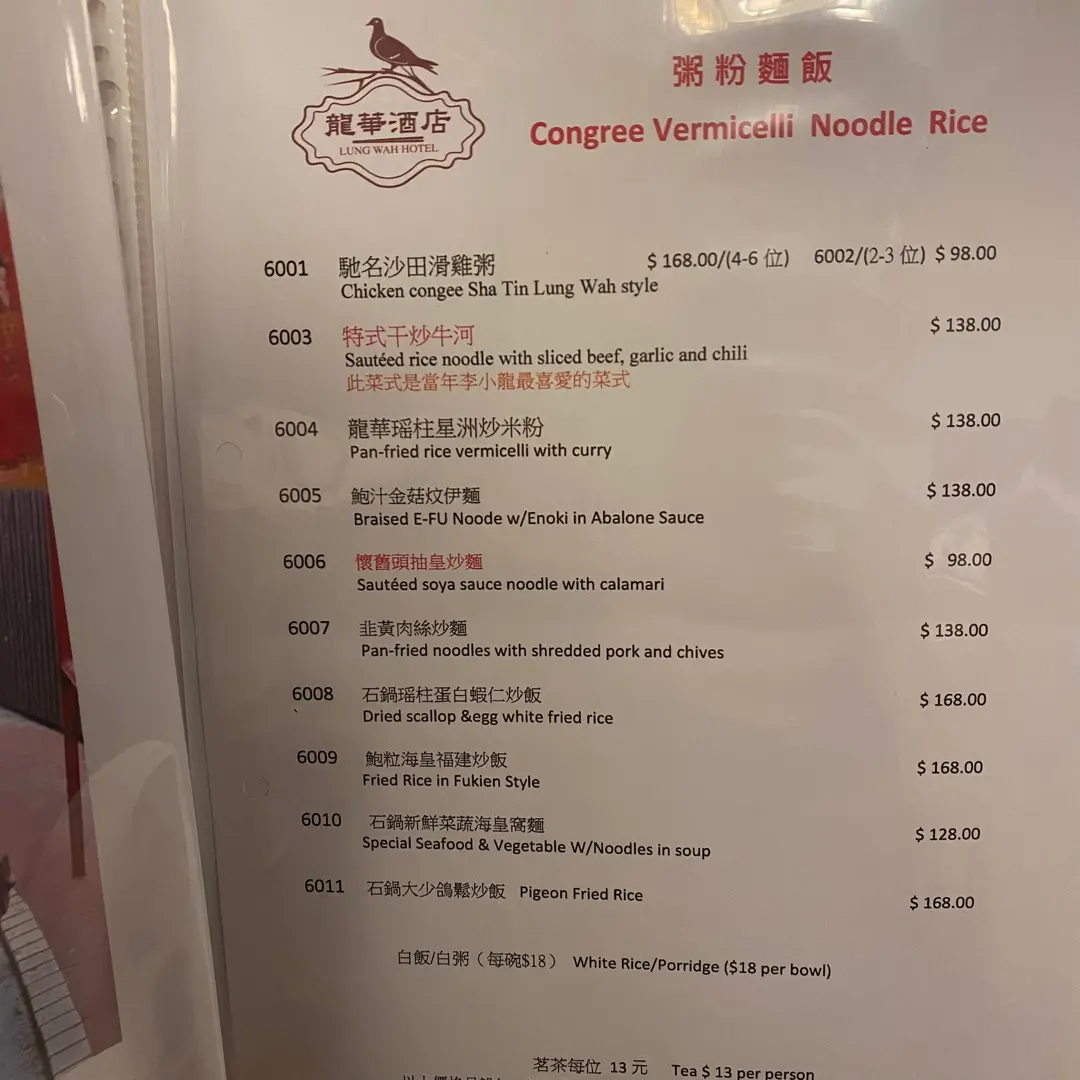 龍華酒店
LUNG WAH HOTEL
粥粉麵飯
Congree Vermicelli Noodle Rice
6001 馳名沙田滑雞粥 $ 168.00/(4-6 位) 6002/(2-3 位) $ 98.00
Chicken congee Sha Tin Lung Wah style
6003 特式干炒牛河 $ 138.00
Sautéed rice noodle with sliced beef, garlic and chili
此菜式是當年李小龍最喜愛的菜式
6004 龍華瑶柱星洲炒米粉 $ 138.00
Pan-fried rice vermicelli with curry
6005 鮑汁金菇炆伊麵 $ 138.00
Braised E-FU Noode w/Enoki in Abalone Sauce
6006 懷舊頭抽皇炒麵 $ 98.00
Sautéed soya sauce noodle with calamari
6007 韭黃肉絲炒麵 $ 138.00
Pan-fried noodles with shredded pork and chives
6008 石鍋瑶柱蛋白蝦仁炒飯 $ 168.00
Dried scallop &egg white fried rice
6009 鮑粒海皇福建炒飯 $ 168.00
Fried Rice in Fukien Style
6010 石鍋新鮮菜蔬海皇窩麵 $ 128.00
Special Seafood & Vegetable W/Noodles in soup
6011 石鍋大少鴿鬆炒飯 Pigeon Fried Rice $ 168.00
白飯/白粥（每碗$18） White Rice/Porridge ($18 per bowl)
茗茶每位 13 元 Tea $ 13 per person